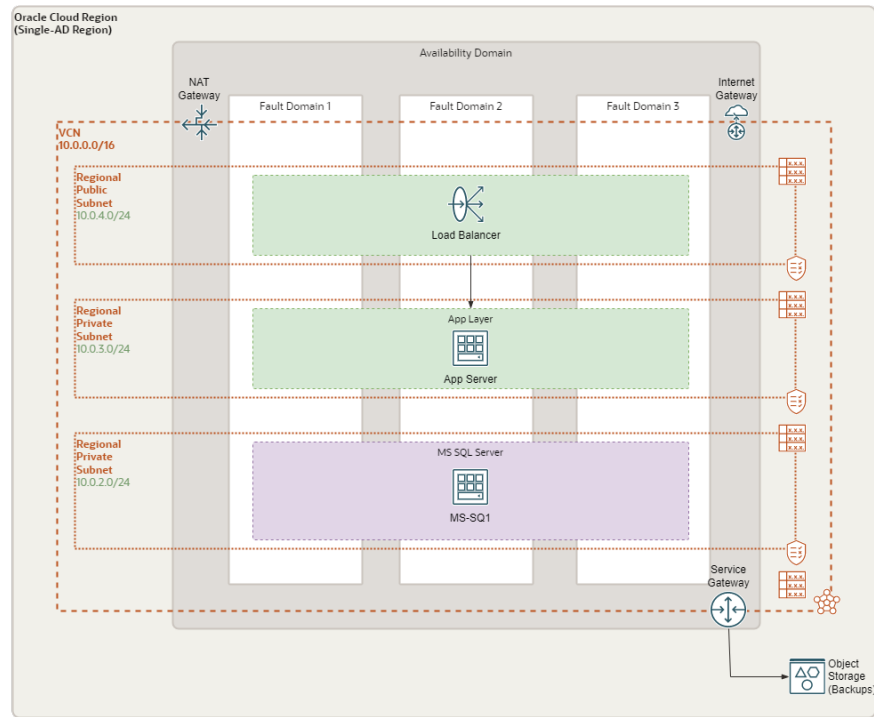 Oracle Cloud Region
(Single-AD Region)
Availability Domain
NAT
Gateway
Internet
Gateway
Fault Domain 1
Fault Domain 2
Fault Domain 3
VCN
10.0.0.0/16
Regional
Public
Subnet
10.0.4.0/24
Load Balancer
Regional
Private
Subnet
10.0.3.0/24
App Layer
App Server
Regional
Private
Subnet
10.0.2.0/24
MS SQL Server
MS-SQ1
Service
Gateway
Object
Storage
(Backups)